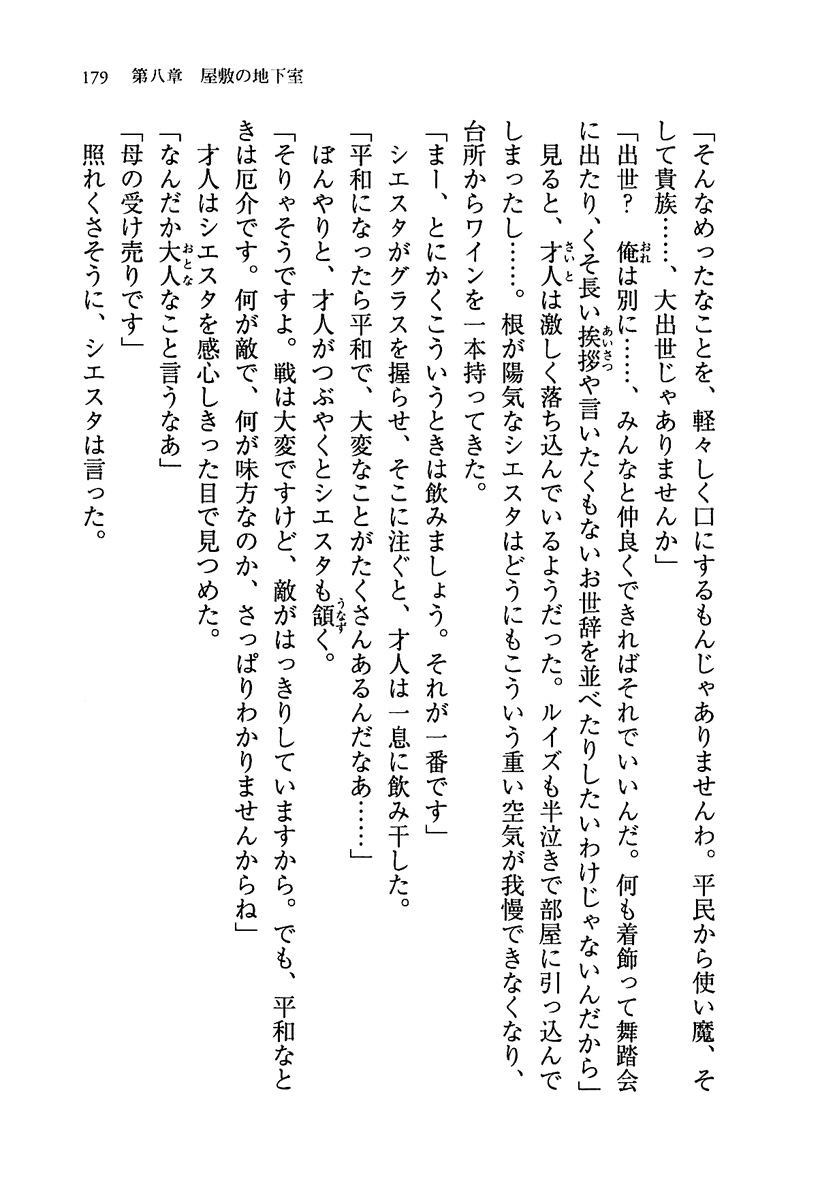 179　第八章　屋敷の地下室
「そんなめったなことを、軽々しく口にするもんじゃありませんわ。平民から使い魔、そ
して貴族……、大出世じゃありませんか」
「出世？　俺は別に……、みんなと仲良くできればそれでいいんだ。何も着飾って舞踏会
に出たり、くそ長い挨拶や言いたくもないお世辞を並べたりしたいわけじゃないんだから」
　見ると、才人は激しく落ち込んでいるようだった。ルイズも半泣きで部屋に引っ込んで
しまったし……。根が陽気なシエスタはどうにもこういう重い空気が我慢できなくなり、
台所からワインを一本持ってきた。
「まー、とにかくこういうときは飲みましょう。それが一番です」
　シエスタがグラスを握らせ、そこに注ぐと、才人は一息に飲み干した。
「平和になったら平和で、大変なことがたくさんあるんだなあ……」
　ぼんやりと、才人がつぶやくとシエスタも頷く。
「そりゃそうですよ。戦は大変ですけど、敵がはっきりしていますから。でも、平和なと
きは厄介です。何が敵で、何が味方なのか、さっぱりわかりませんからね」
　才人はシエスタを感心しきった目で見つめた。
「なんだか大人なこと言うなあ」
「母の受け売りです」
　照れくさそうに、シエスタは言った。